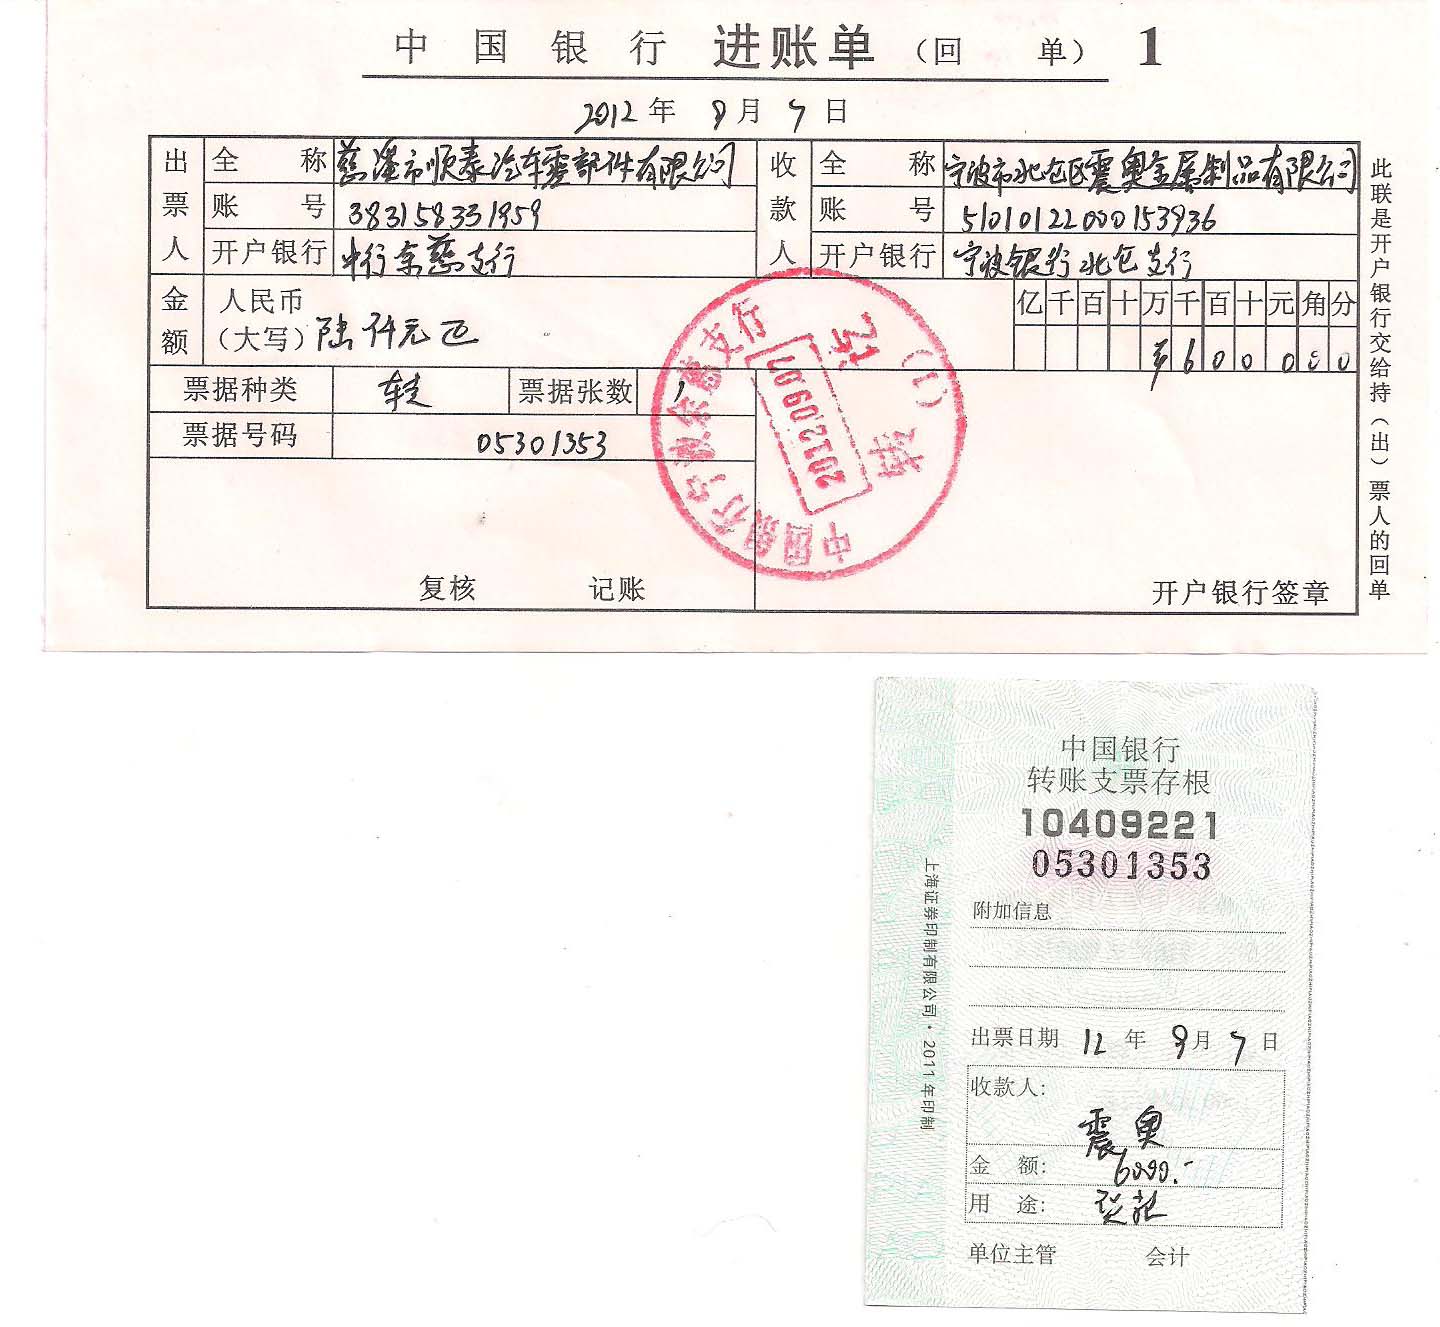 中国银行 进账单（回 单） 1
2012年 9月 7日
出票人 全称 慈溪市顺泰汽车零部件有限公司 收款人 全称 宁波市北仑区震奥金属制品有限公司
账号 383158331959 账号 51010122000153936
开户银行 中行余慈支行 开户银行 宁波银行北仑支行
金额 人民币（大写）陆仟元正 亿千百十万千百十元角分
¥600000
票据种类 转支 票据张数 1
票据号码 05301353
复核 记账 开户银行签章
此联是开户银行交给持（出）票人的回单
中国银行宁波余慈支行
2012.09.07
转讫
(1)
中国银行
转账支票存根
10409221
05301353
附加信息
出票日期 12年 9月 7日
收款人:
震奥
金额: 6000.-
用途: 货款
单位主管 会计
上海证券印制有限公司·2011年印制